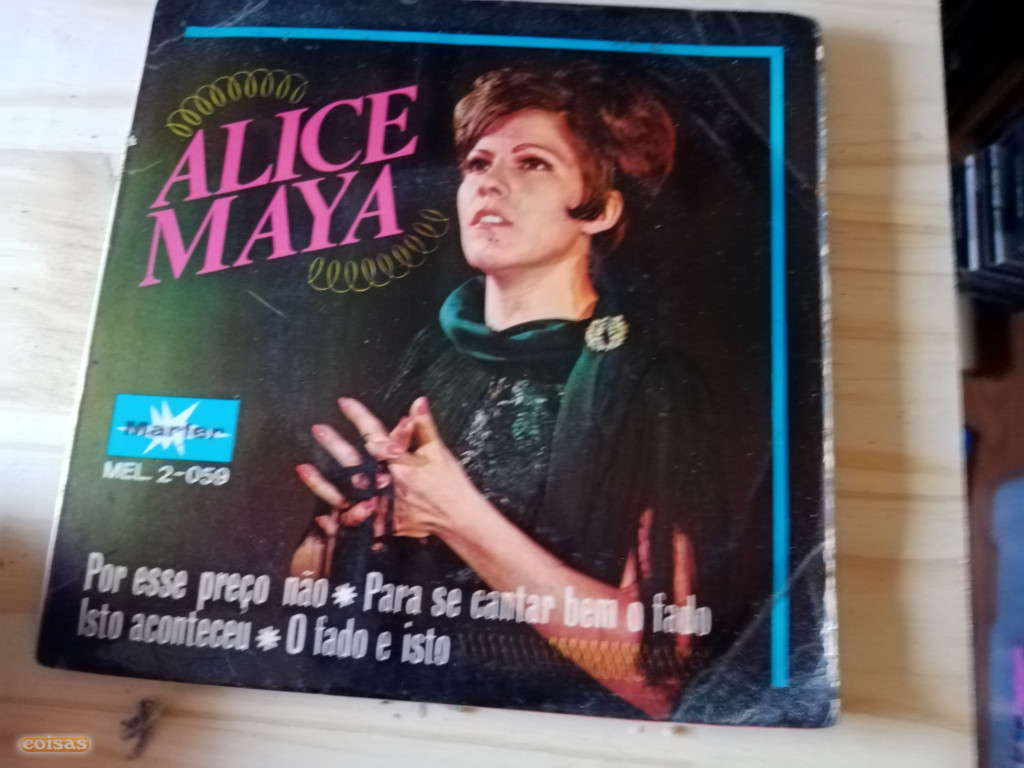 ALICE
MAYA
Marfer
MEL. 2-059
Por esse preço não * Para se cantar bem o fado
Isto aconteceu * O fado e isto
coisas